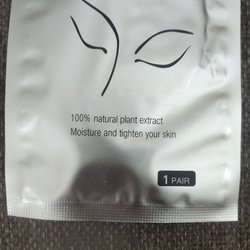 100% natural plant extract
Moisture and tighten your skin
1 PAIR